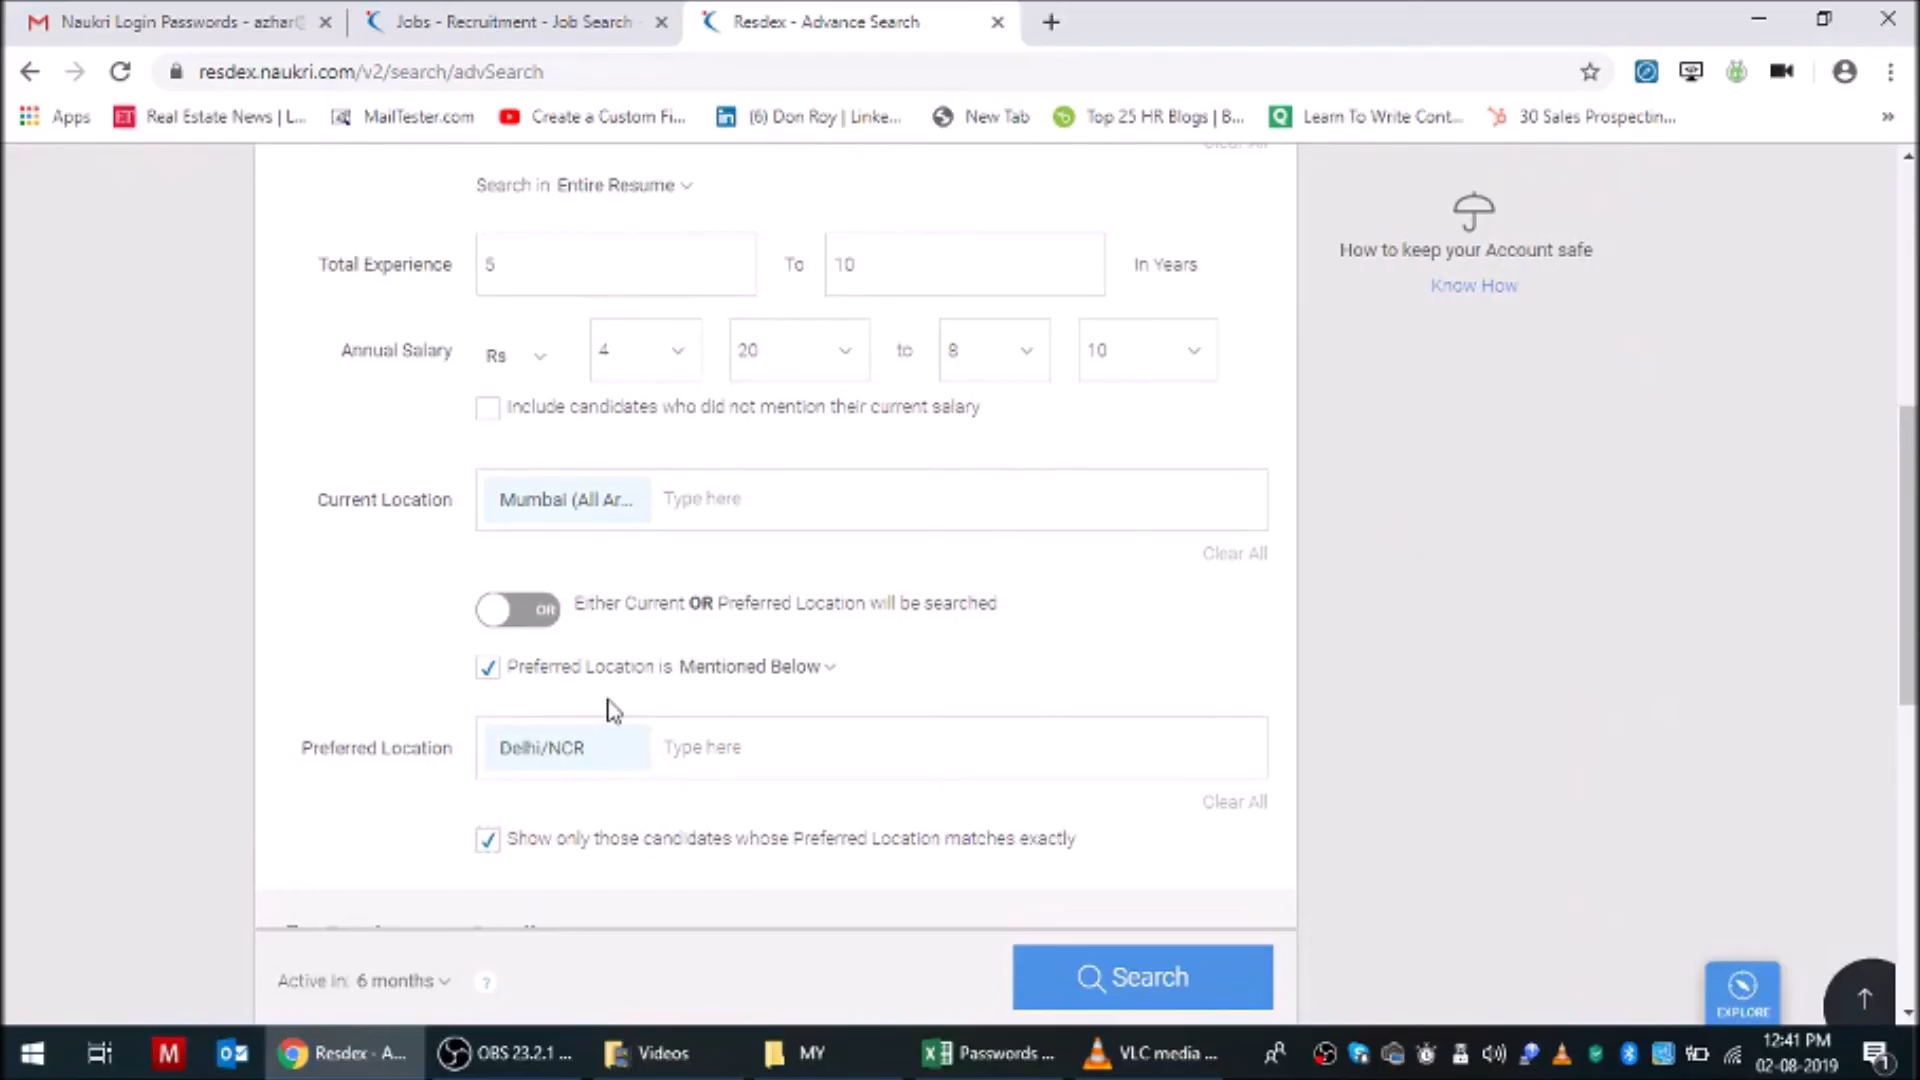 Naukri Login Passwords - azhar@
Jobs - Recruitment - Job Search
Resdex - Advance Search
resdex.naukri.com/v2/search/advSearch
Apps
Real Estate News | L...
MailTester.com
Create a Custom Fi...
(6) Don Roy | Linke...
New Tab
Top 25 HR Blogs | B...
Learn To Write Cont...
30 Sales Prospectin...
»
Clear All
Search in Entire Resume
Total Experience 5 To 10 In Years
Annual Salary Rs 4 20 to 8 10
Include candidates who did not mention their current salary
Current Location Mumbai (All Ar... Type here
Clear All
OR Either Current OR Preferred Location will be searched
Preferred Location is Mentioned Below
Preferred Location Delhi/NCR Type here
Clear All
Show only those candidates whose Preferred Location matches exactly
Active in: 6 months ?
Search
How to keep your Account safe
Know How
EXPLORE
Resdex - A...
OBS 23.2.1 ...
Videos
MY
Passwords ...
VLC media ...
12:41 PM
02-08-2019
1